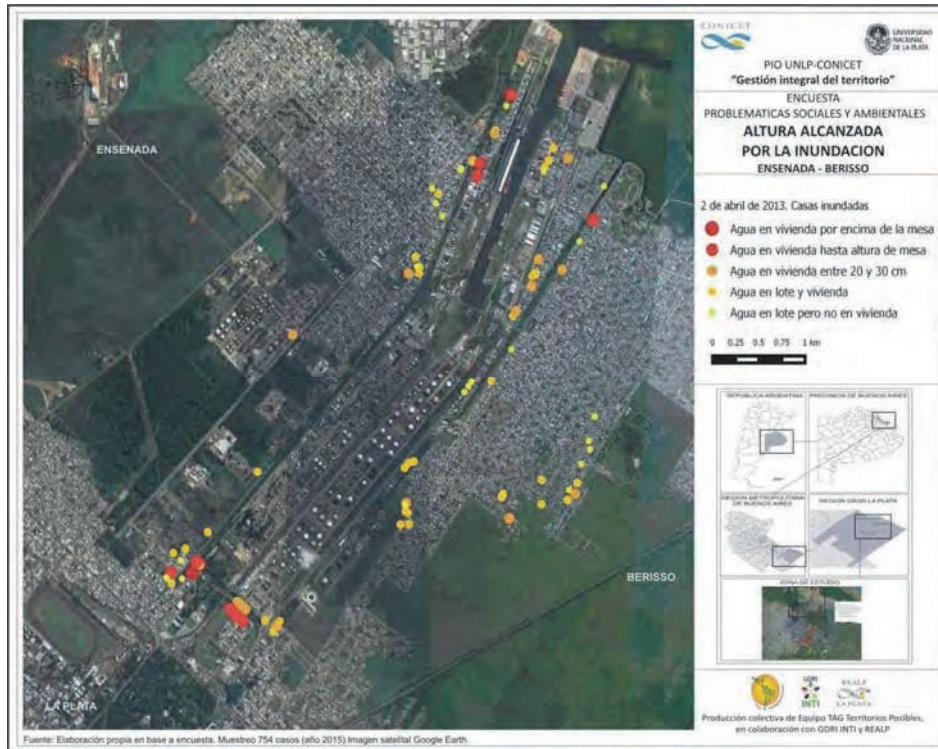 ENSENADA
BERISSO
LA PLATA
Fuente: Elaboración propia en base a encuesta. Muestreo 754 casos (año 2015).Imagen satelital Google Earth.
CONICET
UNIVERSIDAD
NACIONAL
DE LA PLATA
PIO UNLP-CONICET
"Gestión integral del territorio"
ENCUESTA
PROBLEMATICAS SOCIALES Y AMBIENTALES
ALTURA ALCANZADA
POR LA INUNDACION
ENSENADA - BERISSO
2 de abril de 2013. Casas inundadas
Agua en vivienda por encima de la mesa
Agua en vivienda hasta altura de mesa
Agua en vivienda entre 20 y 30 cm
Agua en lote y vivienda
Agua en lote pero no en vivienda
0 0.25 0.5 0.75 1 km
REPUBLICA ARGENTINA
PROVINCIA DE BUENOS AIRES
REGION METROPOLITANA
DE BUENOS AIRES
REGION GRAN LA PLATA
ZONA DE ESTUDIO
GDRI
INTI
REALP
LA PLATA
Producción colectiva de Equipo TAG Territorios Posibles,
en colaboración con GDRI INTI y REALP